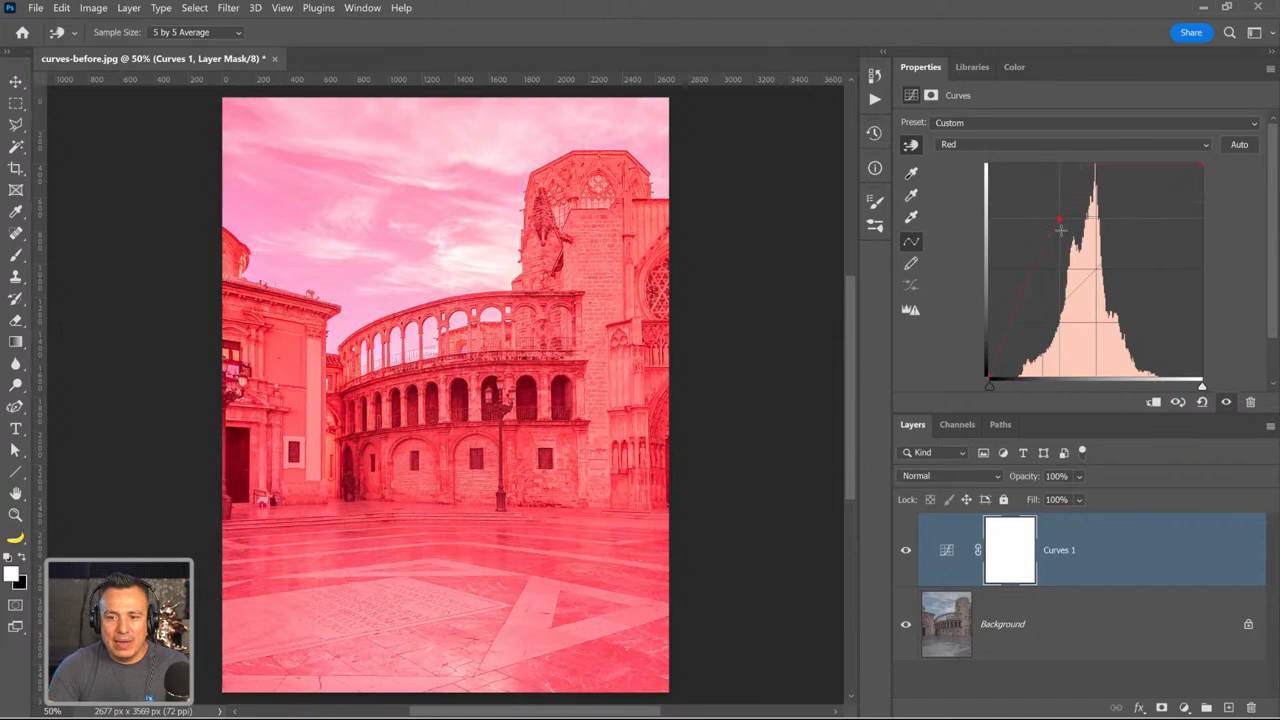 Ps File Edit Image Layer Type Select Filter 3D View Plugins Window Help
Sample Size: 5 by 5 Average Share
curves-before.jpg @ 50% (Curves 1, Layer Mask/8) *
1000 800 600 400 200 0 200 400 600 800 1000 1200 1400 1600 1800 2000 2200 2400 2600 2800 3000 3200 3400 3600
Properties Libraries Color
Curves
Preset: Custom
Red Auto
Layers Channels Paths
Kind
Normal Opacity: 100%
Lock: Fill: 100%
Curves 1
Background
50% 2677 px x 3569 px (72 ppi)